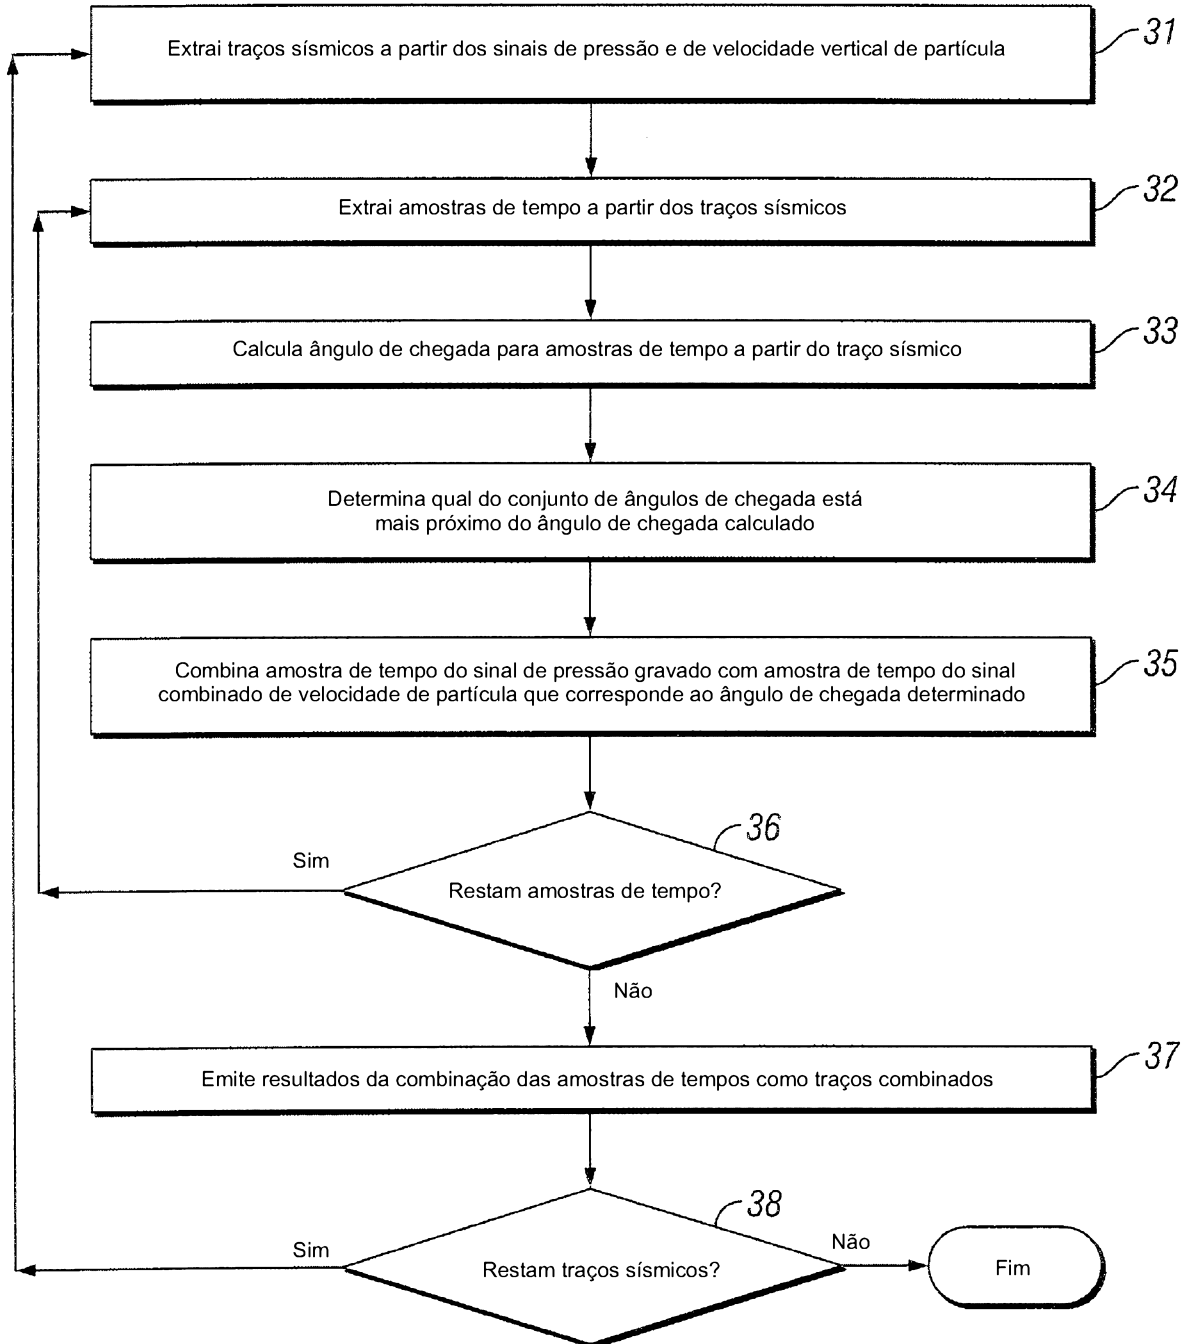 Extrai traços sísmicos a partir dos sinais de pressão e de velocidade vertical de partícula
31
Extrai amostras de tempo a partir dos traços sísmicos
32
Calcula ângulo de chegada para amostras de tempo a partir do traço sísmico
33
Determina qual do conjunto de ângulos de chegada está
mais próximo do ângulo de chegada calculado
34
Combina amostra de tempo do sinal de pressão gravado com amostra de tempo do sinal
combinado de velocidade de partícula que corresponde ao ângulo de chegada determinado
35
36
Sim
Restam amostras de tempo?
Não
Emite resultados da combinação das amostras de tempos como traços combinados
37
38
Sim
Restam traços sísmicos?
Não
Fim